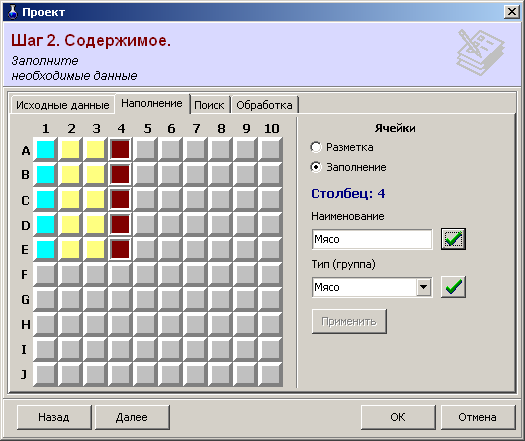 Проект
Шаг 2. Содержимое.
Заполните
необходимые данные
Исходные данные Наполнение Поиск Обработка
1 2 3 4 5 6 7 8 9 10
A
B
C
D
E
F
G
H
I
J
Ячейки
Разметка
Заполнение
Столбец: 4
Наименование
Мясо
Тип (группа)
Мясо
Применить
Назад Далее OK Отмена